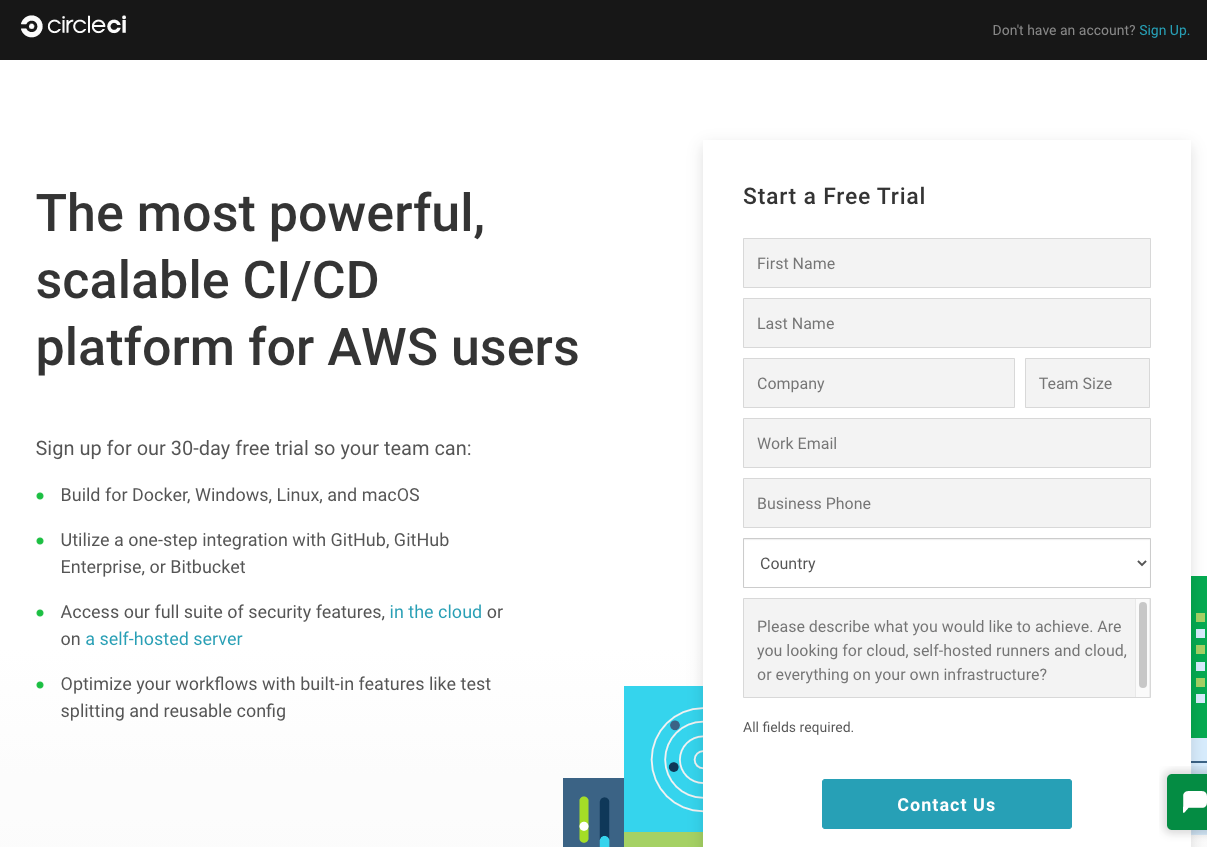 circleci
Don't have an account? Sign Up.
The most powerful,
scalable CI/CD
platform for AWS users
Sign up for our 30-day free trial so your team can:
Build for Docker, Windows, Linux, and macOS
Utilize a one-step integration with GitHub, GitHub
Enterprise, or Bitbucket
Access our full suite of security features, in the cloud or
on a self-hosted server
Optimize your workflows with built-in features like test
splitting and reusable config
Start a Free Trial
First Name
Last Name
Company
Team Size
Work Email
Business Phone
Country
Please describe what you would like to achieve. Are
you looking for cloud, self-hosted runners and cloud,
or everything on your own infrastructure?
All fields required.
Contact Us